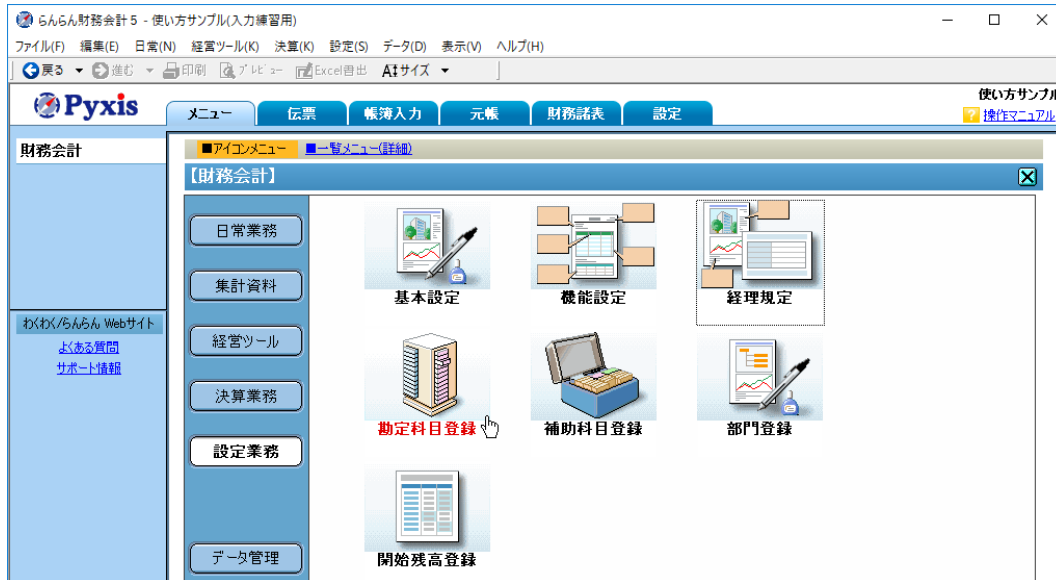 らんらん財務会計5 - 使い方サンプル(入力練習用)
ファイル(F) 編集(E) 日常(N) 経営ツール(K) 決算(K) 設定(S) データ(D) 表示(V) ヘルプ(H)
戻る 進む 印刷 プレビュー Excel書出 サイズ
Pyxis
メニュー 伝票 帳簿入力 元帳 財務諸表 設定
使い方サンプル
? 操作マニュアル
財務会計
■アイコンメニュー ■一覧メニュー(詳細)
【財務会計】
日常業務
集計資料
経営ツール
決算業務
設定業務
データ管理
基本設定 機能設定 経理規定
勘定科目登録 補助科目登録 部門登録
開始残高登録
わくわく/らんらん Webサイト
よくある質問
サポート情報